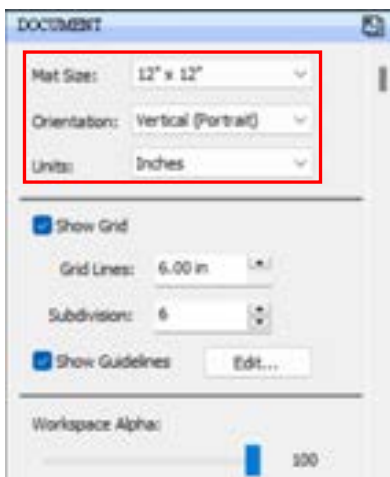 DOCUMENT
Mat Size: 12" x 12"
Orientation: Vertical (Portrait)
Units: Inches
Show Grid
Grid Lines: 6.00 in
Subdivision: 6
Show Guidelines Edit...
Workspace Alpha:
100